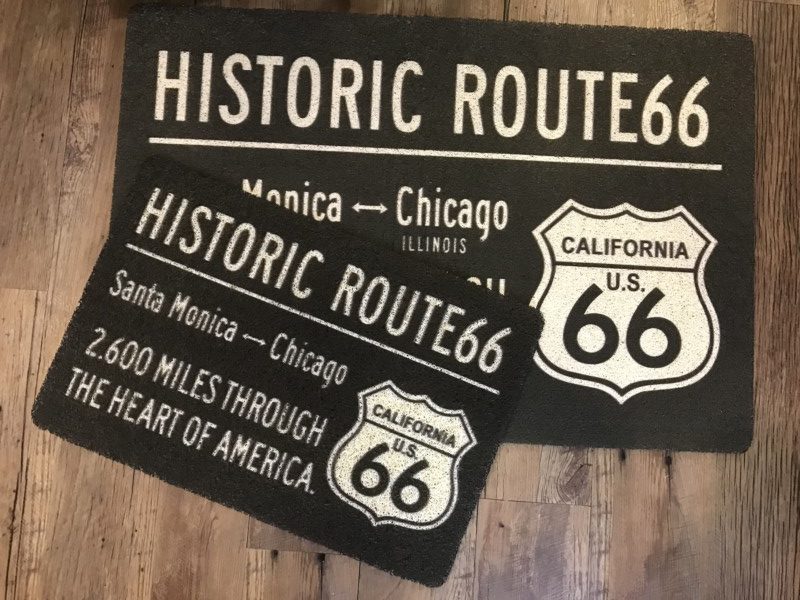 HISTORIC ROUTE66
Monica ↔ Chicago
ILLINOIS
CALIFORNIA
U.S.
66
HISTORIC ROUTE66
Santa Monica ↔ Chicago
2.600 MILES THROUGH
THE HEART OF AMERICA.
CALIFORNIA
U.S.
66